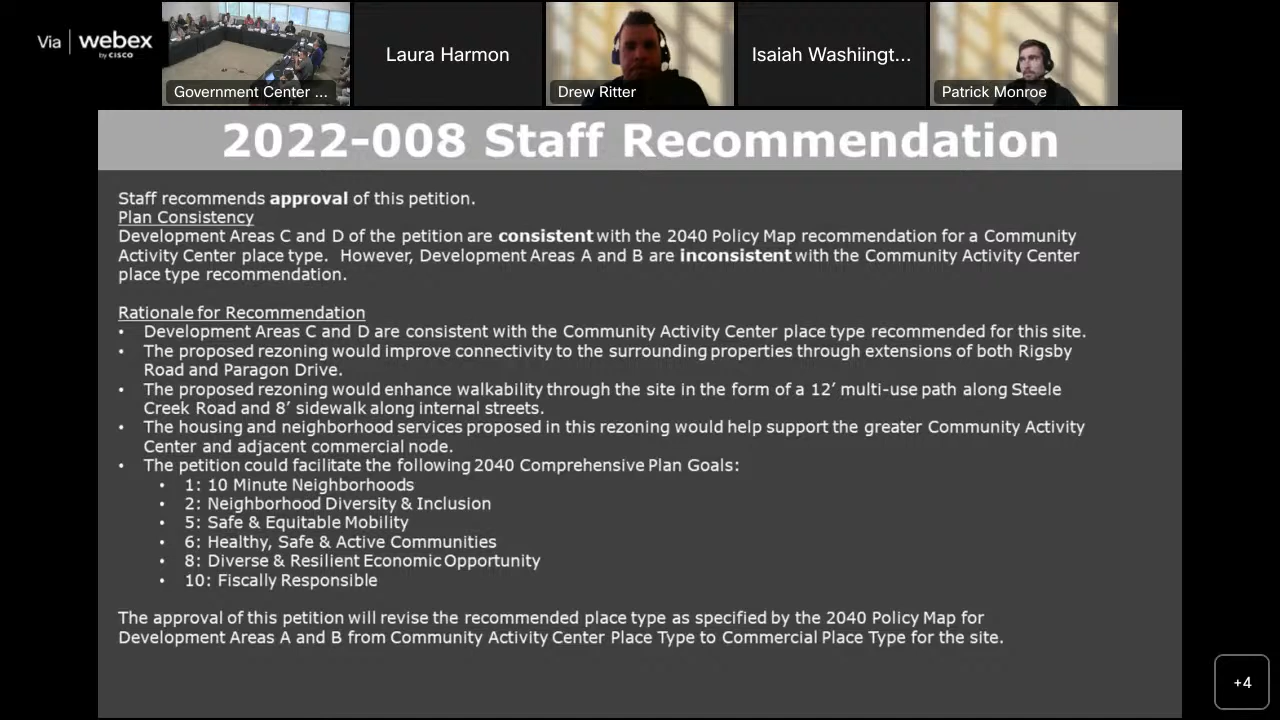 Via | webex
by CISCO
Government Center ...
Laura Harmon
Drew Ritter
Isaiah Washiingt...
Patrick Monroe
2022-008 Staff Recommendation
Staff recommends approval of this petition.
Plan Consistency
Development Areas C and D of the petition are consistent with the 2040 Policy Map recommendation for a Community
Activity Center place type. However, Development Areas A and B are inconsistent with the Community Activity Center
place type recommendation.
Rationale for Recommendation
• Development Areas C and D are consistent with the Community Activity Center place type recommended for this site.
• The proposed rezoning would improve connectivity to the surrounding properties through extensions of both Rigsby
Road and Paragon Drive.
• The proposed rezoning would enhance walkability through the site in the form of a 12’ multi-use path along Steele
Creek Road and 8’ sidewalk along internal streets.
• The housing and neighborhood services proposed in this rezoning would help support the greater Community Activity
Center and adjacent commercial node.
• The petition could facilitate the following 2040 Comprehensive Plan Goals:
• 1: 10 Minute Neighborhoods
• 2: Neighborhood Diversity & Inclusion
• 5: Safe & Equitable Mobility
• 6: Healthy, Safe & Active Communities
• 8: Diverse & Resilient Economic Opportunity
• 10: Fiscally Responsible
The approval of this petition will revise the recommended place type as specified by the 2040 Policy Map for
Development Areas A and B from Community Activity Center Place Type to Commercial Place Type for the site.
+4